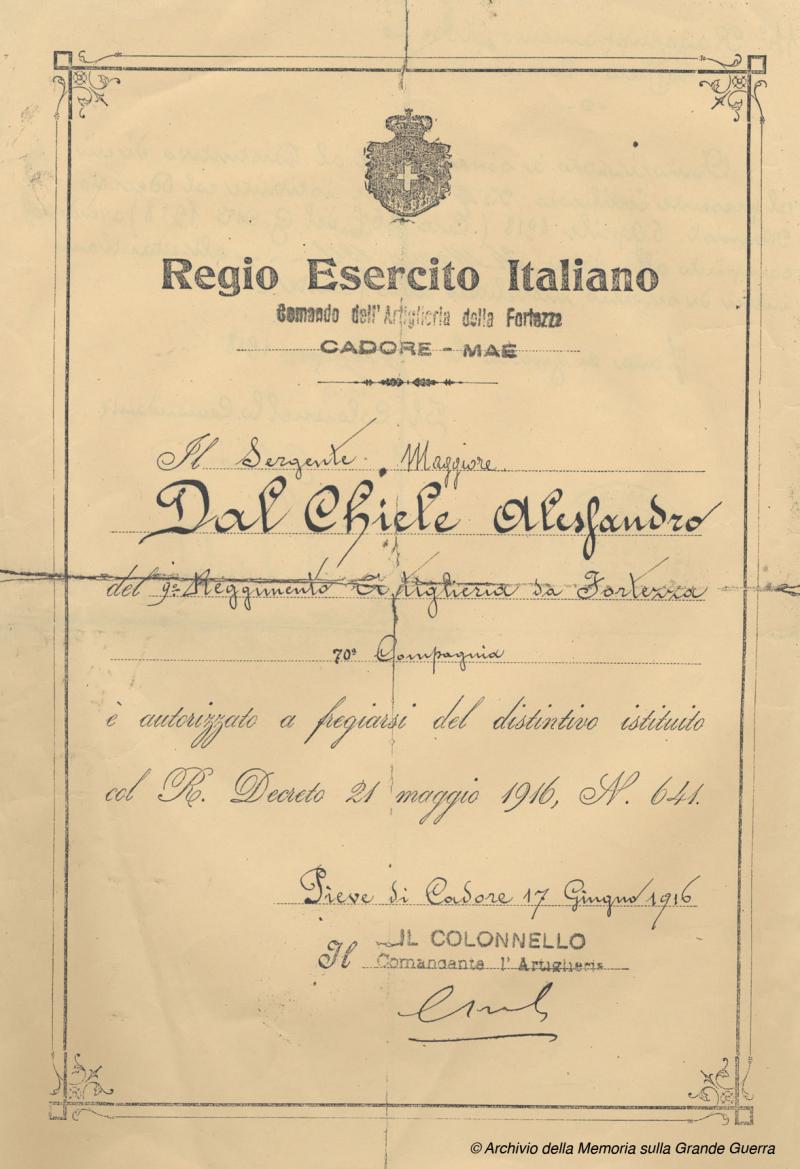 Regio Esercito Italiano
Comando dell'Artiglieria della Fortezza
CADORE - MAE
Il Sergente Maggiore
Dal Chiele Alessandro
del 9º Reggimento Artiglieria da Fortezza
70ª Compagnia
è autorizzato a fregiarsi del distintivo istituito
col R. Decreto 21 maggio 1916, N. 641.
Pieve di Cadore 17 Giugno 1916
Il IL COLONNELLO
Comandante l'Artiglieria
© Archivio della Memoria sulla Grande Guerra